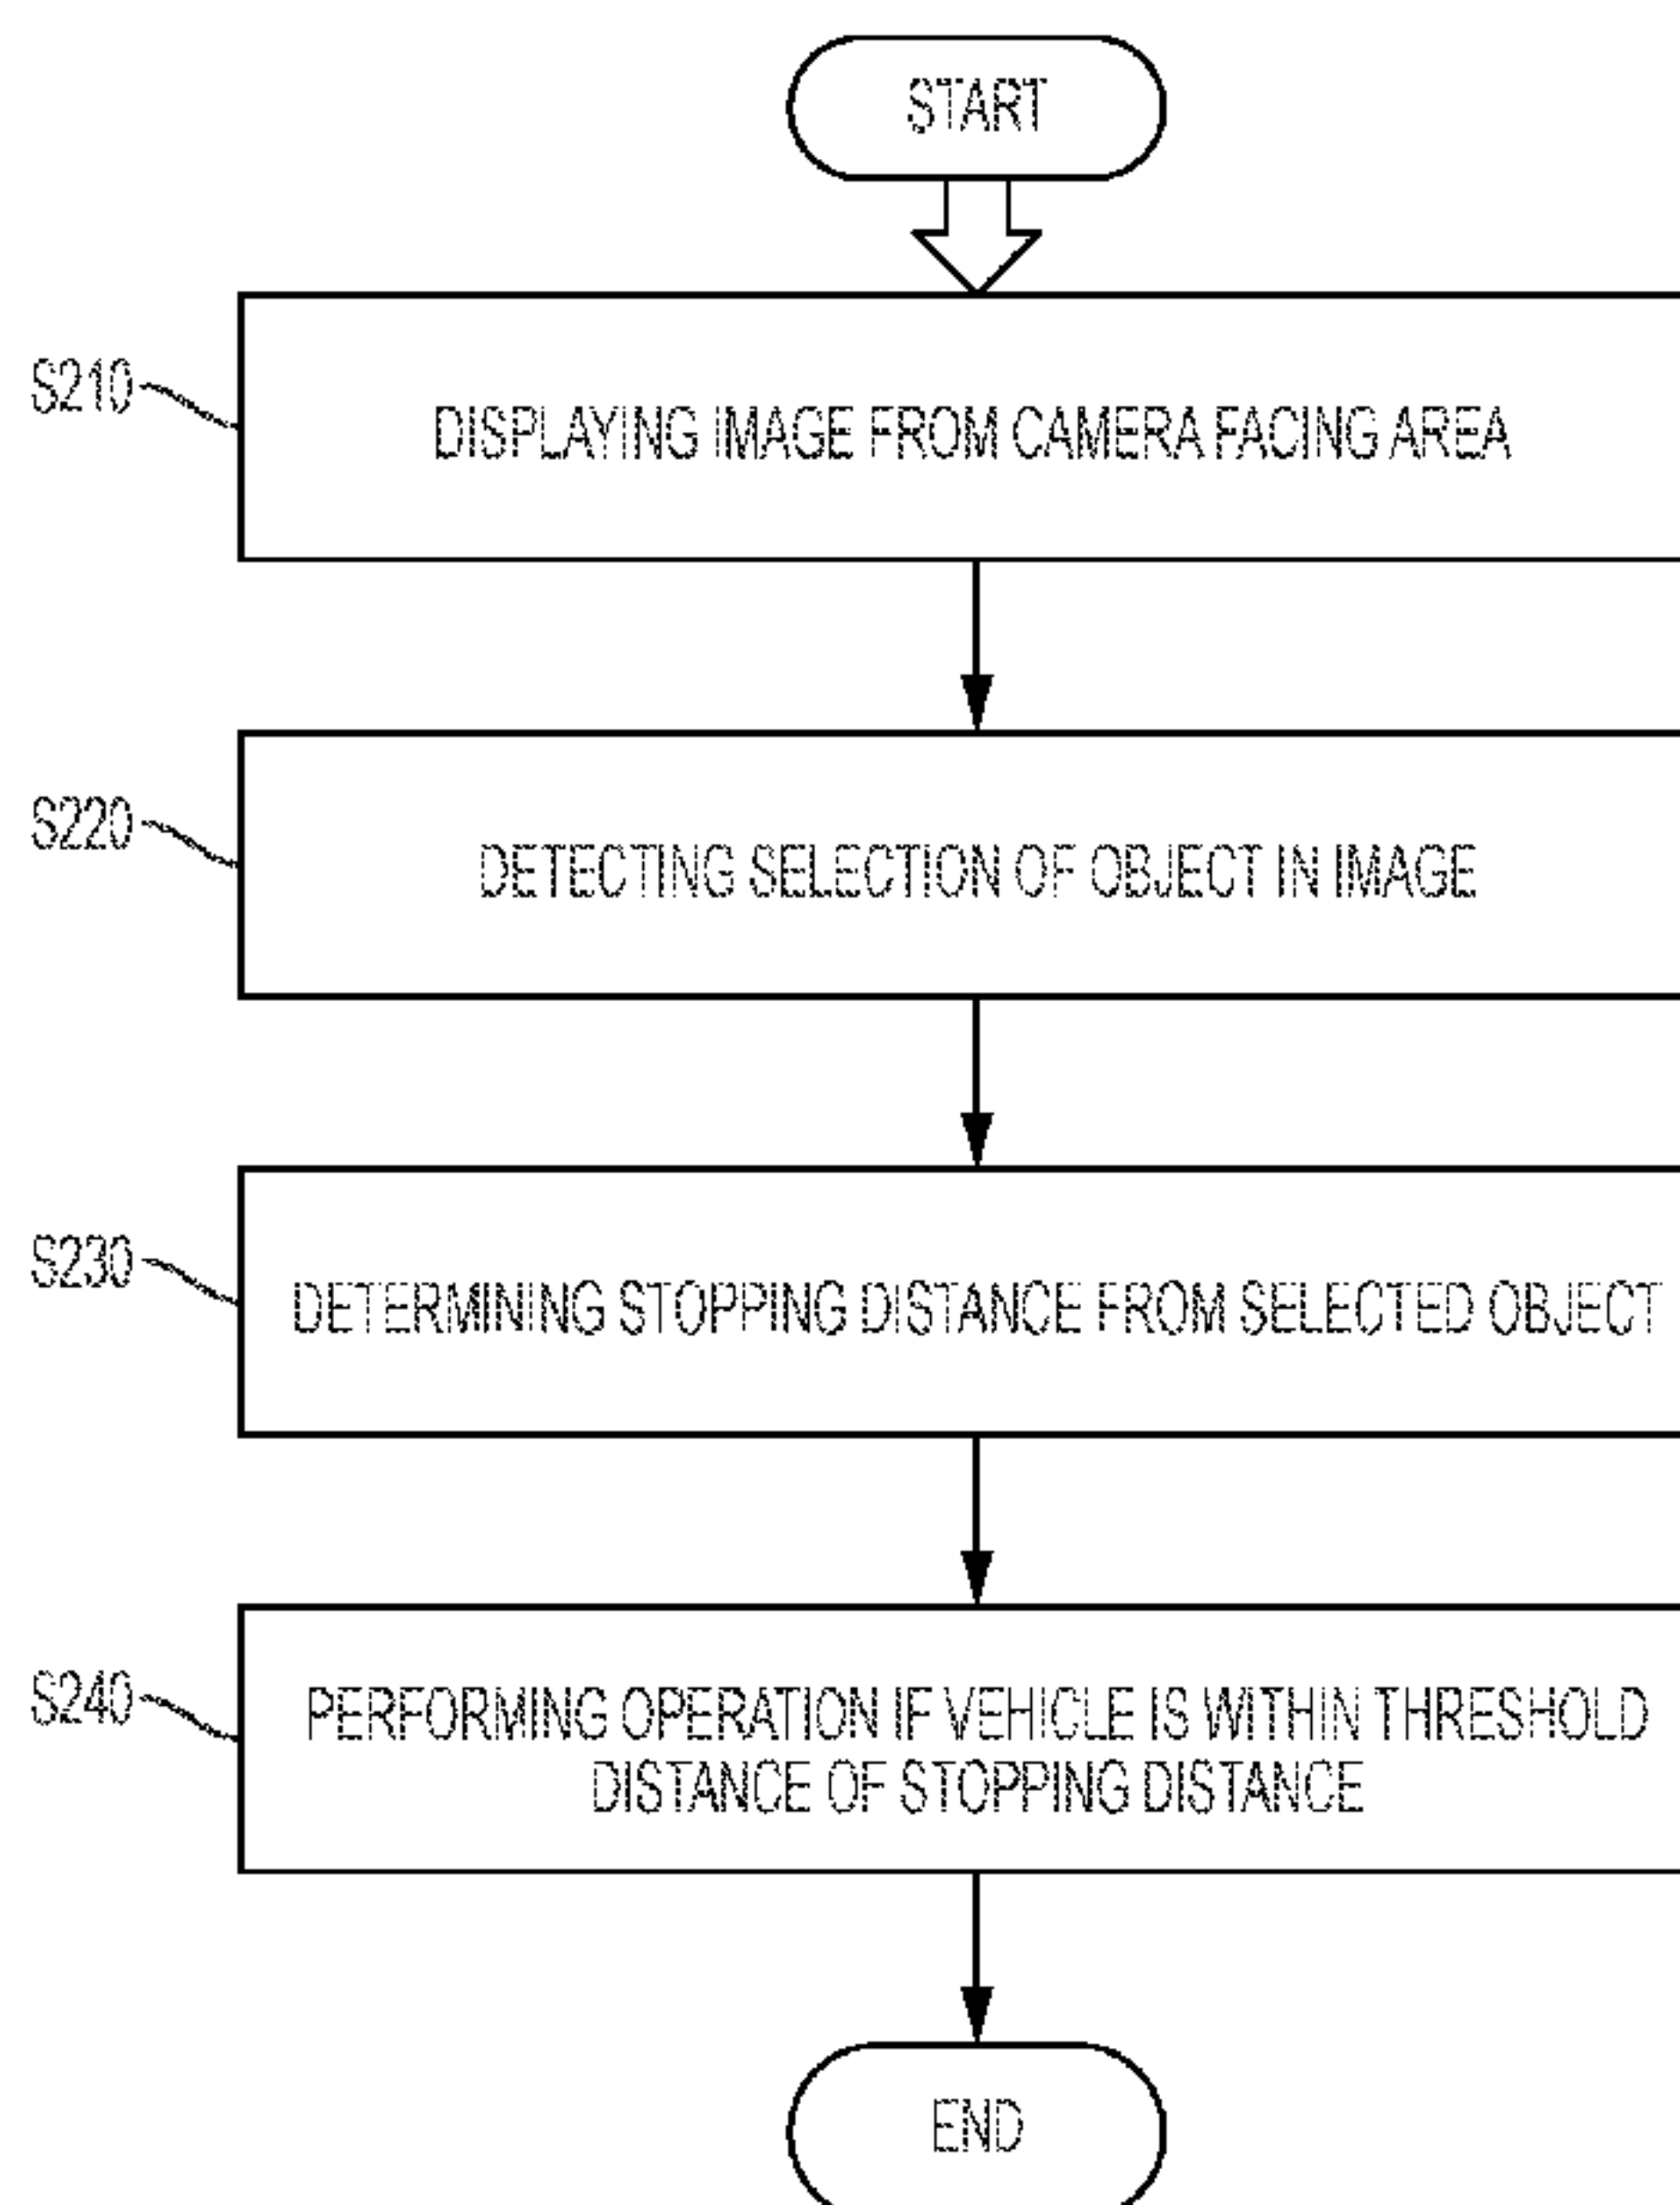 START
S210
DISPLAYING IMAGE FROM CAMERA FACING AREA
S220
DETECTING SELECTION OF OBJECT IN IMAGE
S230
DETERMINING STOPPING DISTANCE FROM SELECTED OBJECT
S240
PERFORMING OPERATION IF VEHICLE IS WITHIN THRESHOLD
DISTANCE OF STOPPING DISTANCE
END